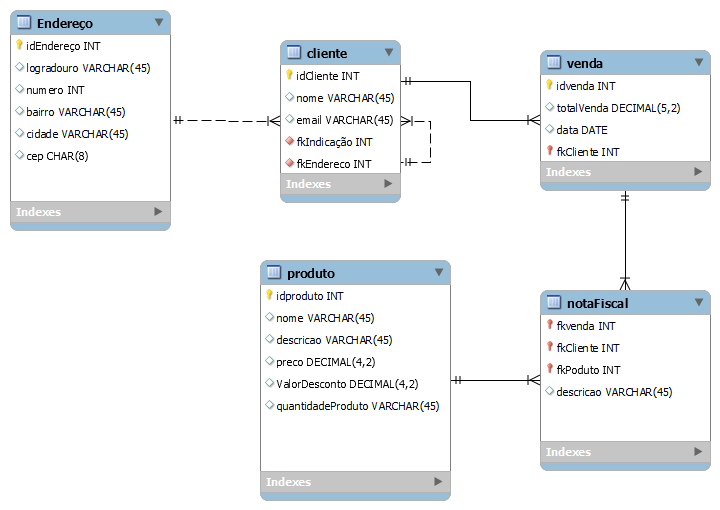 Endereço
idEndereço INT
logradouro VARCHAR(45)
numero INT
bairro VARCHAR(45)
cidade VARCHAR(45)
cep CHAR(8)
Indexes
cliente
idCliente INT
nome VARCHAR(45)
email VARCHAR(45)
fkIndicação INT
fkEndereco INT
Indexes
venda
idvenda INT
totalVenda DECIMAL(5,2)
data DATE
fkCliente INT
Indexes
produto
idproduto INT
nome VARCHAR(45)
descricao VARCHAR(45)
preco DECIMAL(4,2)
ValorDesconto DECIMAL(4,2)
quantidadeProduto VARCHAR(45)
Indexes
notaFiscal
fkvenda INT
fkCliente INT
fkPoduto INT
descricao VARCHAR(45)
Indexes